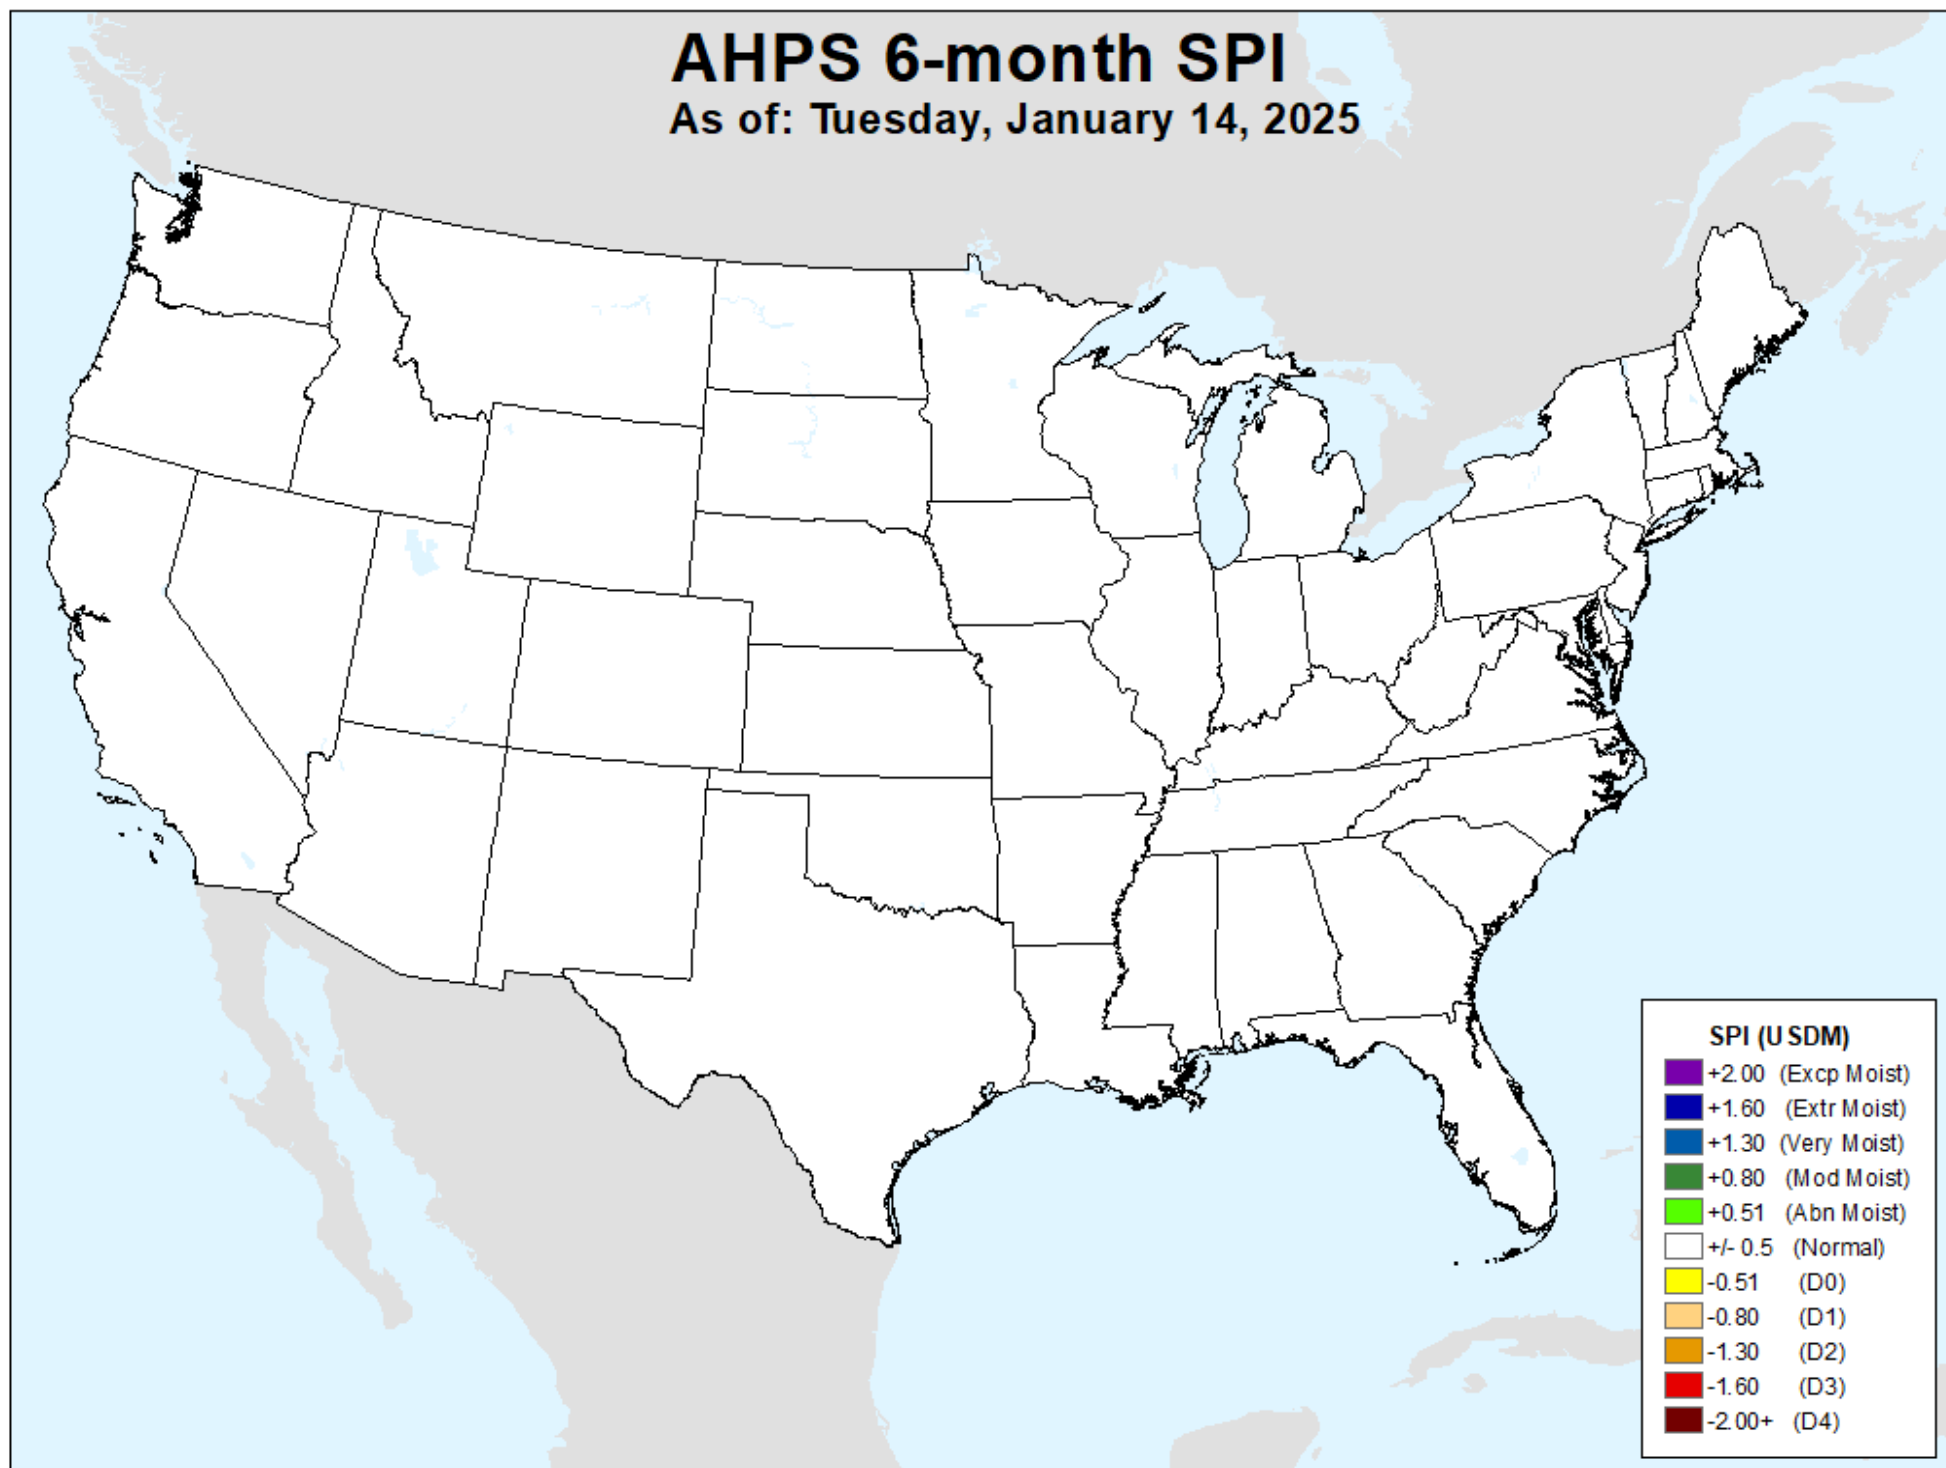 AHPS 6-month SPI
As of: Tuesday, January 14, 2025
SPI (USDM)
+2.00 (Excp Moist)
+1.60 (Extr Moist)
+1.30 (Very Moist)
+0.80 (Mod Moist)
+0.51 (Abn Moist)
+/- 0.5 (Normal)
-0.51 (D0)
-0.80 (D1)
-1.30 (D2)
-1.60 (D3)
-2.00+ (D4)